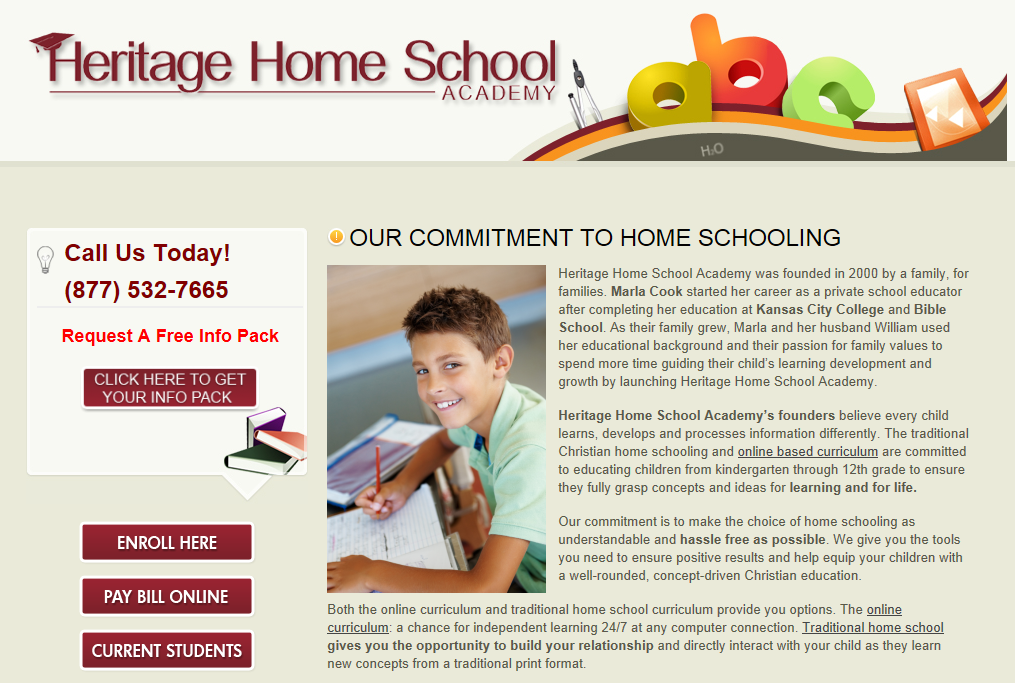 Heritage Home School
ACADEMY
a b c
H2O
Call Us Today!
(877) 532-7665
Request A Free Info Pack
CLICK HERE TO GET
YOUR INFO PACK
ENROLL HERE
PAY BILL ONLINE
CURRENT STUDENTS
OUR COMMITMENT TO HOME SCHOOLING
Heritage Home School Academy was founded in 2000 by a family, for
families. Marla Cook started her career as a private school educator
after completing her education at Kansas City College and Bible
School. As their family grew, Marla and her husband William used
her educational background and their passion for family values to
spend more time guiding their child's learning development and
growth by launching Heritage Home School Academy.
Heritage Home School Academy's founders believe every child
learns, develops and processes information differently. The traditional
Christian home schooling and online based curriculum are committed
to educating children from kindergarten through 12th grade to ensure
they fully grasp concepts and ideas for learning and for life.
Our commitment is to make the choice of home schooling as
understandable and hassle free as possible. We give you the tools
you need to ensure positive results and help equip your children with
a well-rounded, concept-driven Christian education.
Both the online curriculum and traditional home school curriculum provide you options. The online
curriculum: a chance for independent learning 24/7 at any computer connection. Traditional home school
gives you the opportunity to build your relationship and directly interact with your child as they learn
new concepts from a traditional print format.